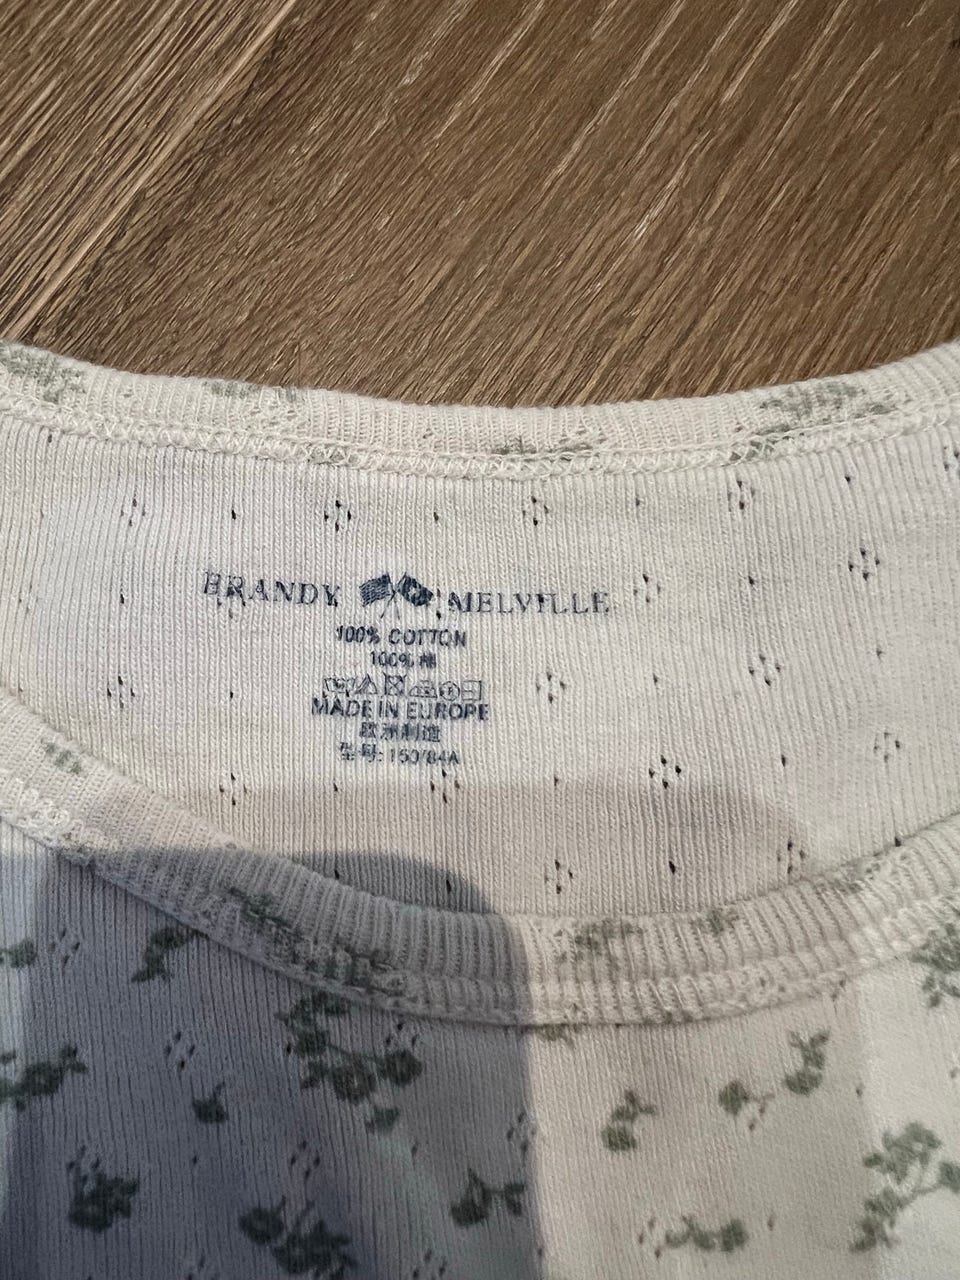 BRANDY MELVILLE
100% COTTON
100% 棉
MADE IN EUROPE
欧洲制造
型号: 150/84A